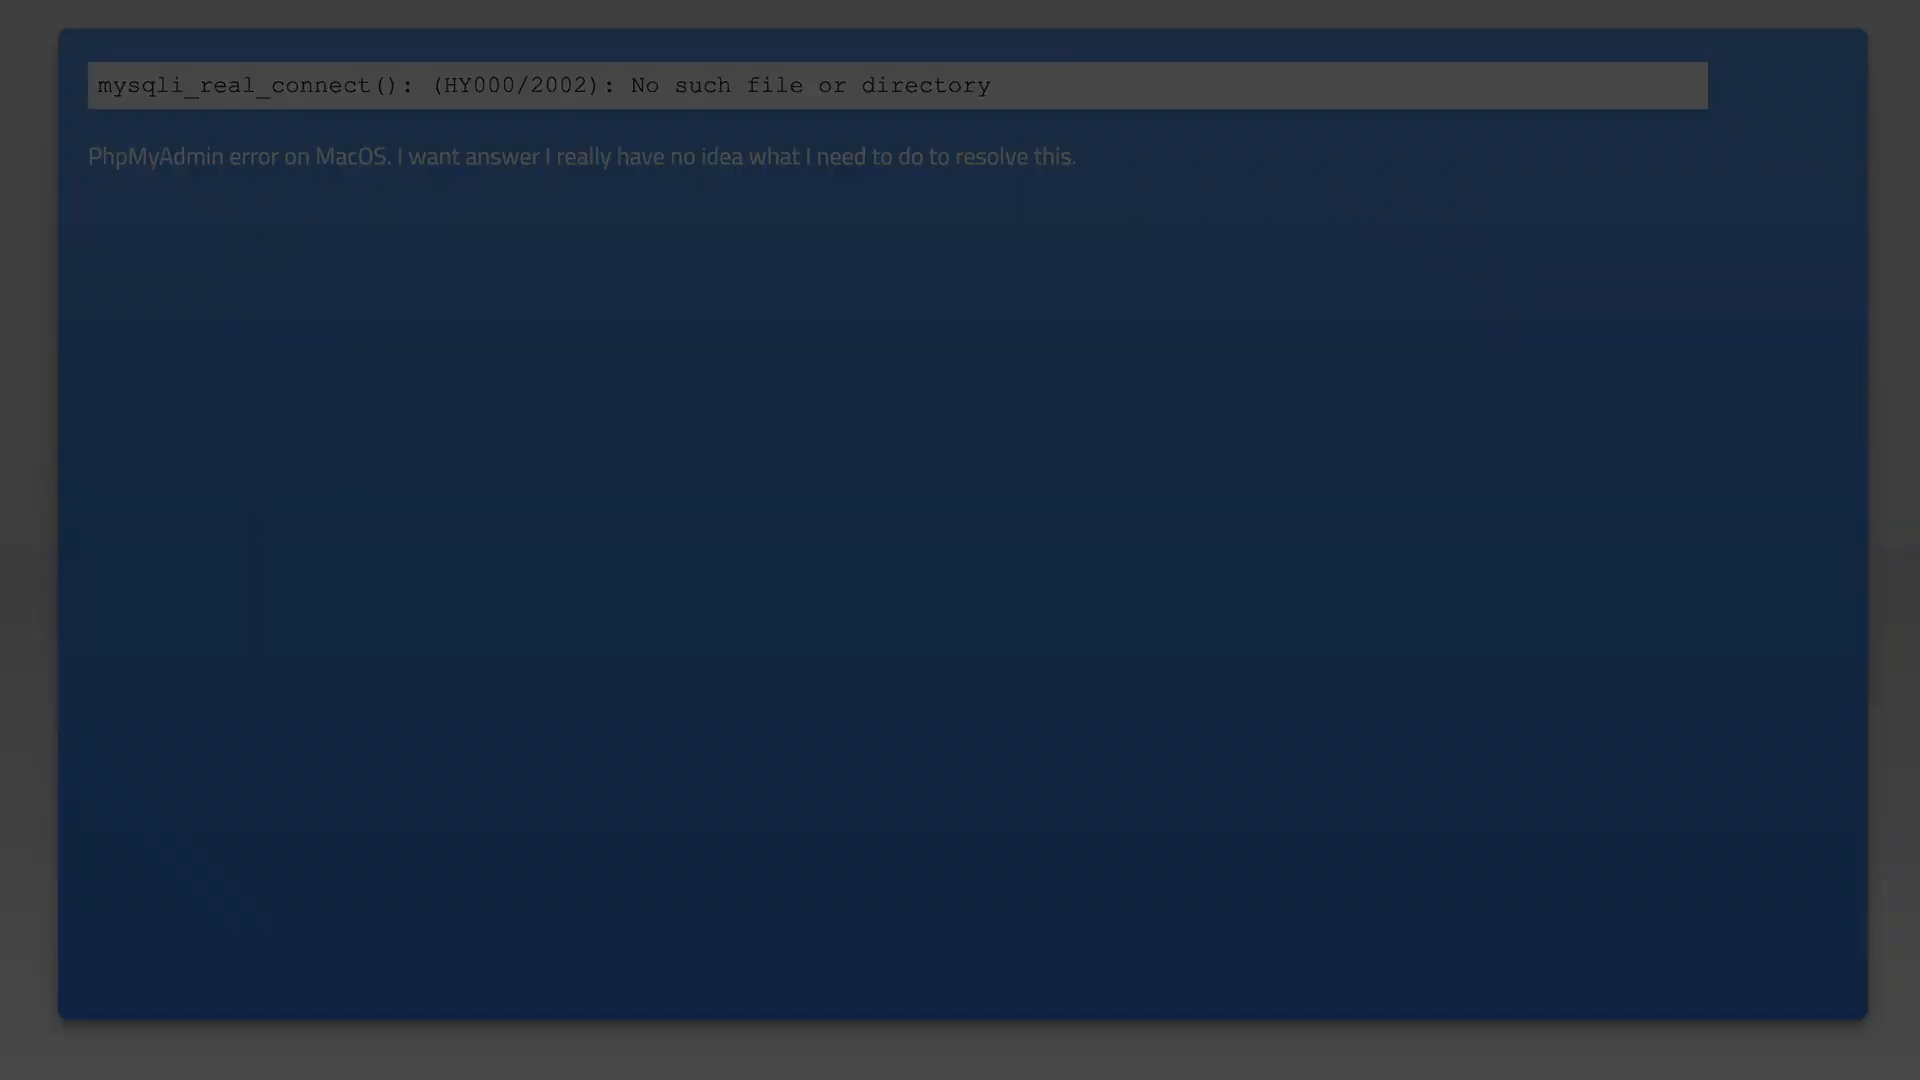 mysqli_real_connect(): (HY000/2002): No such file or directory
PhpMyAdmin error on MacOS. I want answer I really have no idea what I need to do to resolve this.